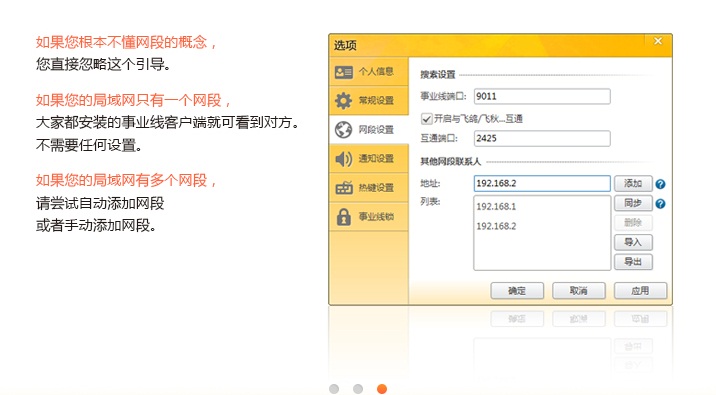 如果您根本不懂网段的概念，
您直接忽略这个引导。
如果您的局域网只有一个网段，
大家都安装的事业线客户端就可看到对方。
不需要任何设置。
如果您的局域网有多个网段，
请尝试自动添加网段
或者手动添加网段。
选项
个人信息
常规设置
网段设置
通知设置
热键设置
事业线锁
搜索设置
事业线端口: 9011
开启与飞鸽/飞秋...互通
互通端口: 2425
其他网段联系人
地址: 192.168.2 添加
列表: 192.168.1 同步
192.168.2 删除
导入
导出
确定 取消 应用